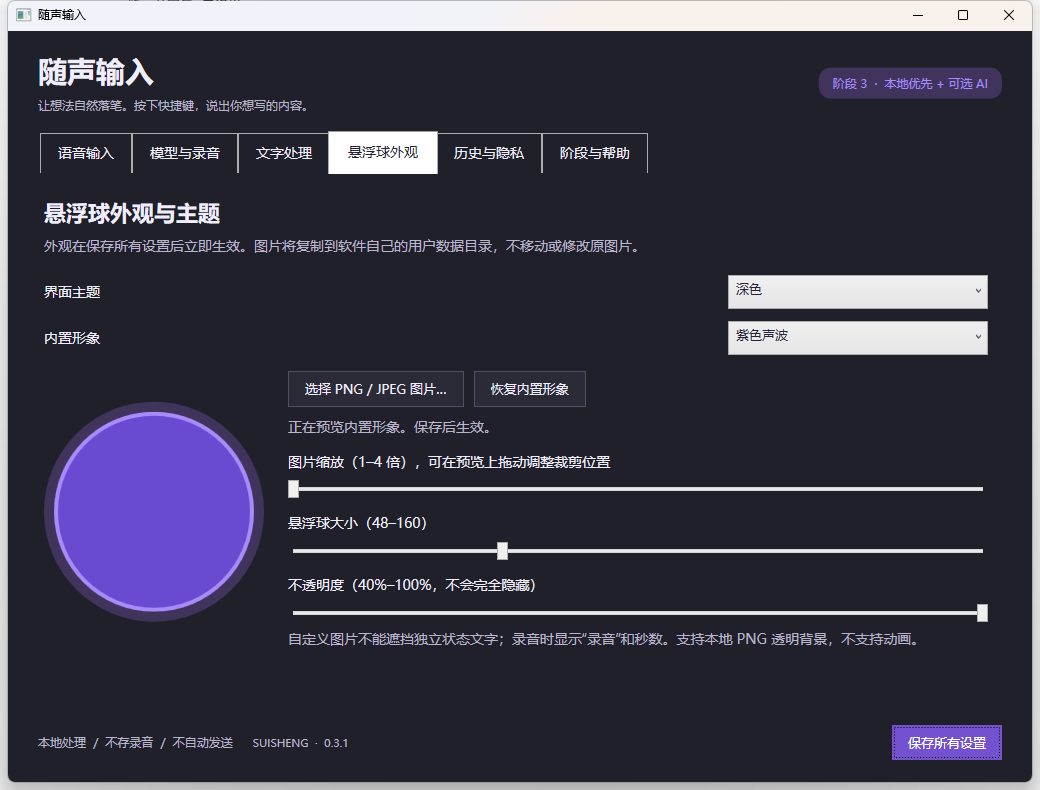 随声输入
随声输入
阶段 3 · 本地优先 + 可选 AI
让想法自然落笔。按下快捷键，说出你想写的内容。
语音输入 模型与录音 文字处理 悬浮球外观 历史与隐私 阶段与帮助
悬浮球外观与主题
外观在保存所有设置后立即生效。图片将复制到软件自己的用户数据目录，不移动或修改原图片。
界面主题 深色
内置形象 紫色声波
选择 PNG / JPEG 图片... 恢复内置形象
正在预览内置形象。保存后生效。
图片缩放（1–4 倍），可在预览上拖动调整裁剪位置
悬浮球大小（48–160）
不透明度（40%–100%，不会完全隐藏）
自定义图片不能遮挡独立状态文字；录音时显示“录音”和秒数。支持本地 PNG 透明背景，不支持动画。
本地处理 / 不存录音 / 不自动发送 SUISHENG · 0.3.1
保存所有设置